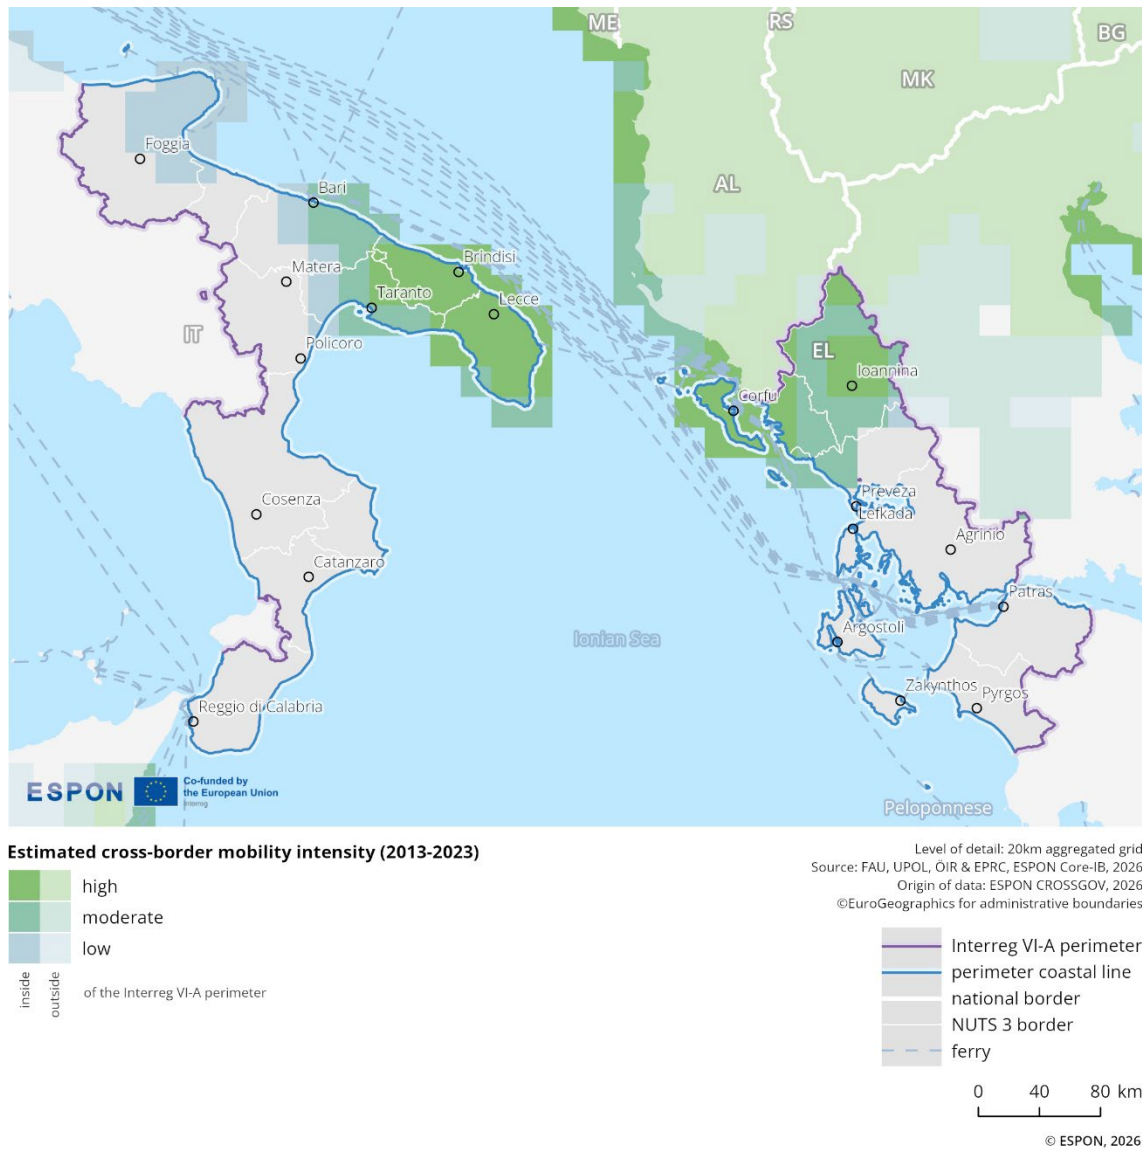 ME
RS
BG
MK
AL
Foggia
Bari
Matera
Brindisi
Taranto
Lecce
IT
Policoro
EL
Ioannina
Corfu
Cosenza
Preveza
Lefkada
Agrinio
Catanzaro
Patras
Ionian Sea
Argostoli
Zakynthos
Pyrgos
Reggio di Calabria
Peloponnese
ESPON
Co-funded by
the European Union
Interreg
Estimated cross-border mobility intensity (2013-2023)
high
moderate
low
inside
outside
of the Interreg VI-A perimeter
Level of detail: 20km aggregated grid
Source: FAU, UPOL, ÖIR & EPRC, ESPON Core-IB, 2026
Origin of data: ESPON CROSSGOV, 2026
©EuroGeographics for administrative boundaries
Interreg VI-A perimeter
perimeter coastal line
national border
NUTS 3 border
ferry
0 40 80 km
© ESPON, 2026